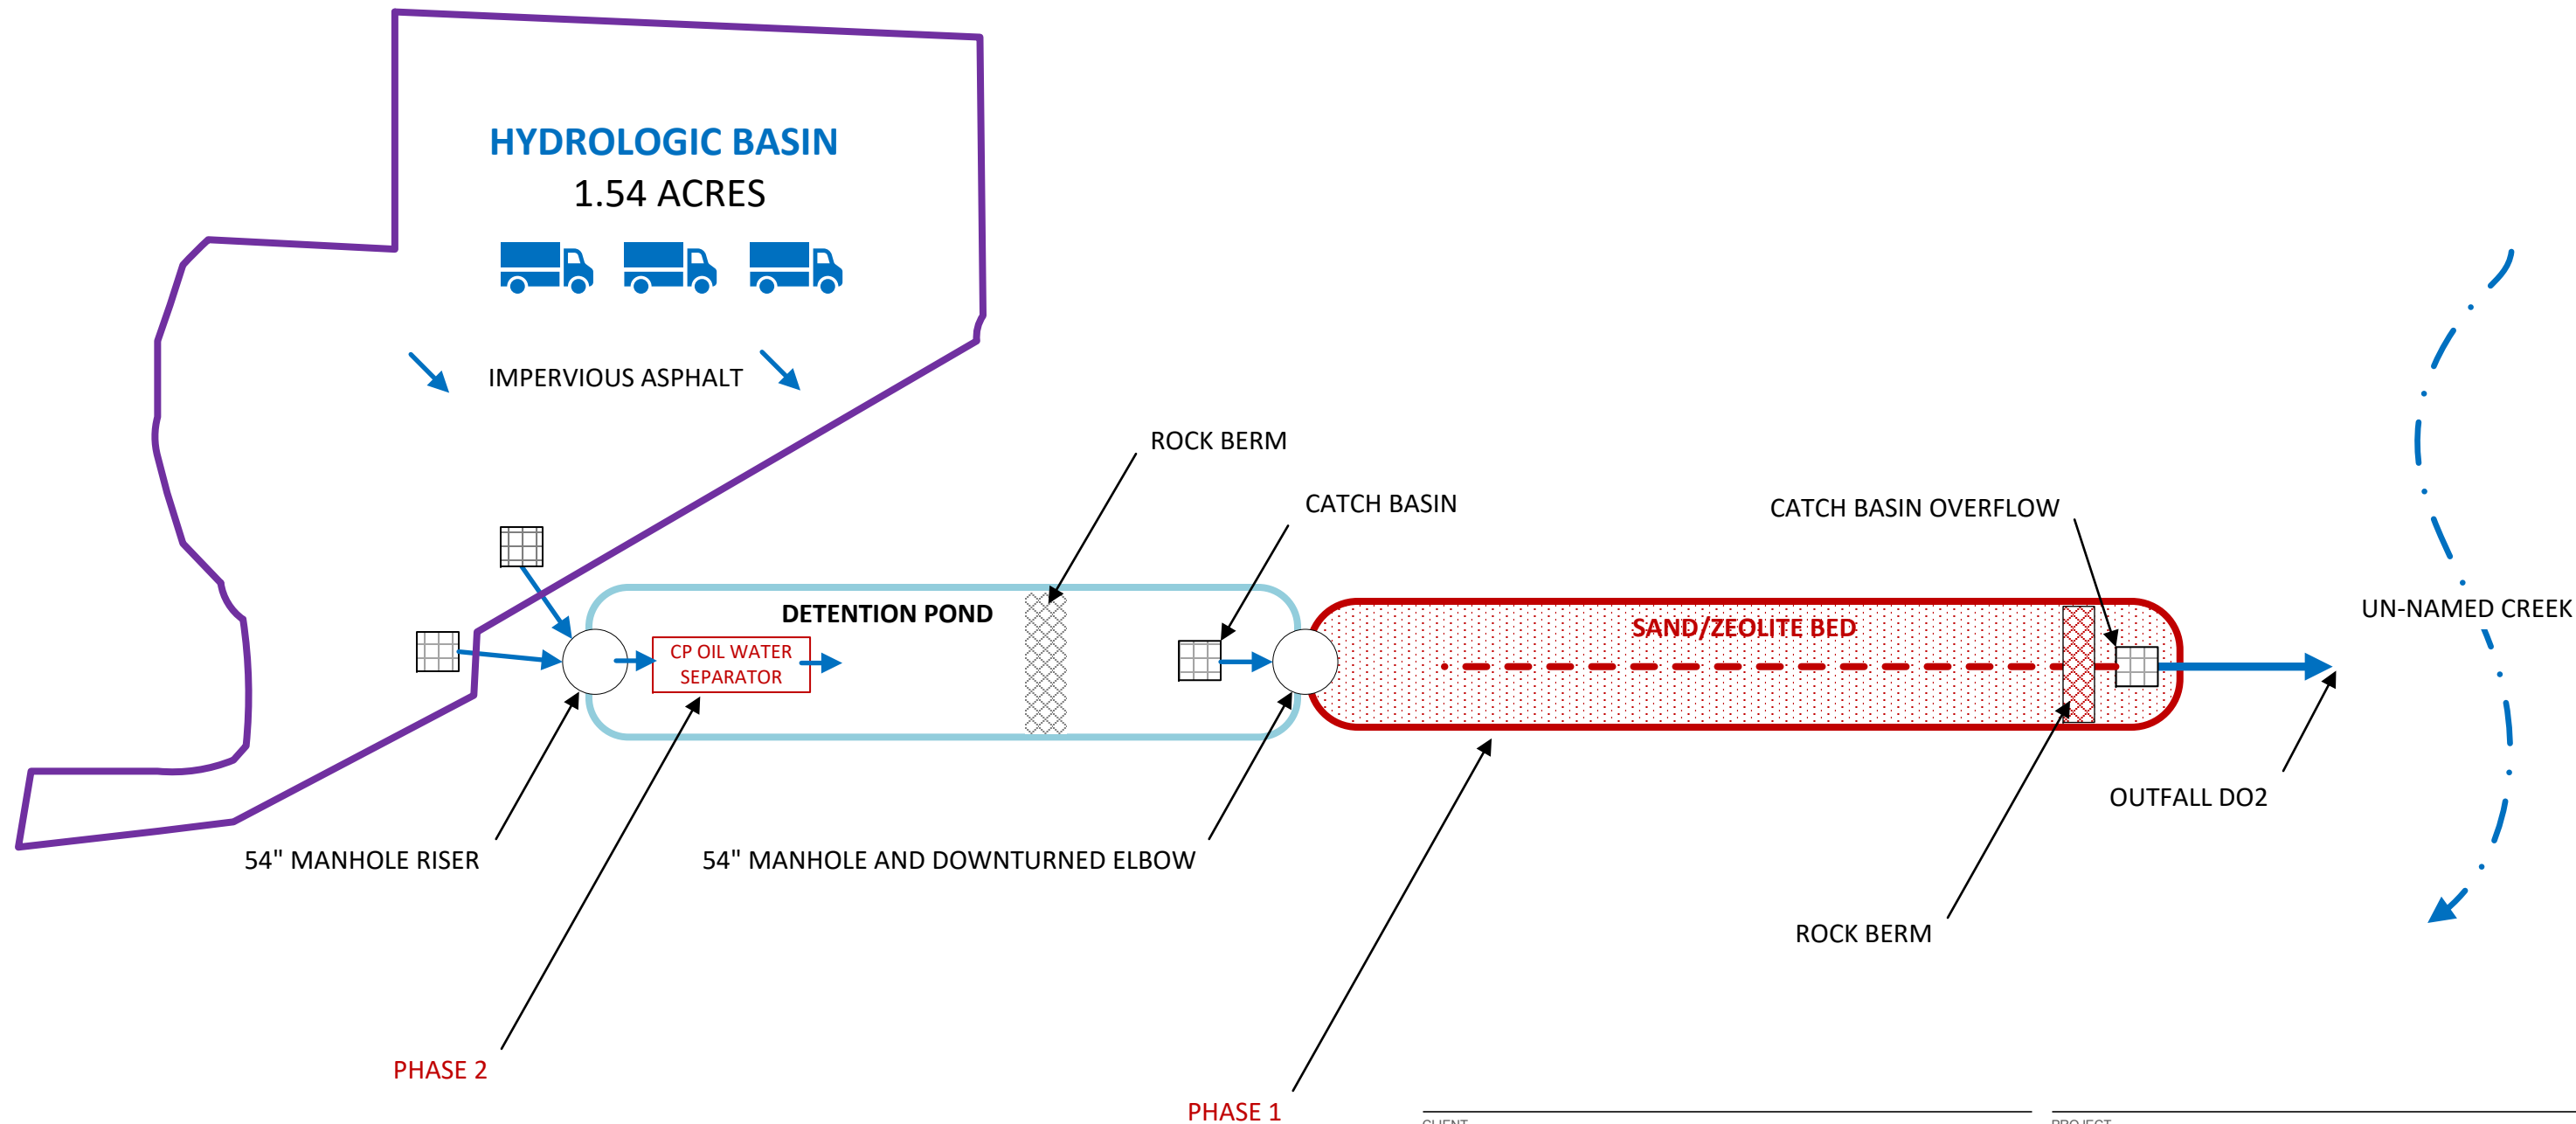 HYDROLOGIC BASIN
1.54 ACRES
IMPERVIOUS ASPHALT
ROCK BERM
CATCH BASIN
CATCH BASIN OVERFLOW
DETENTION POND
SAND/ZEOLITE BED
UN-NAMED CREEK
CP OIL WATER
SEPARATOR
OUTFALL DO2
54" MANHOLE RISER
54" MANHOLE AND DOWNTURNED ELBOW
ROCK BERM
PHASE 2
PHASE 1
CLIENT
PROJECT